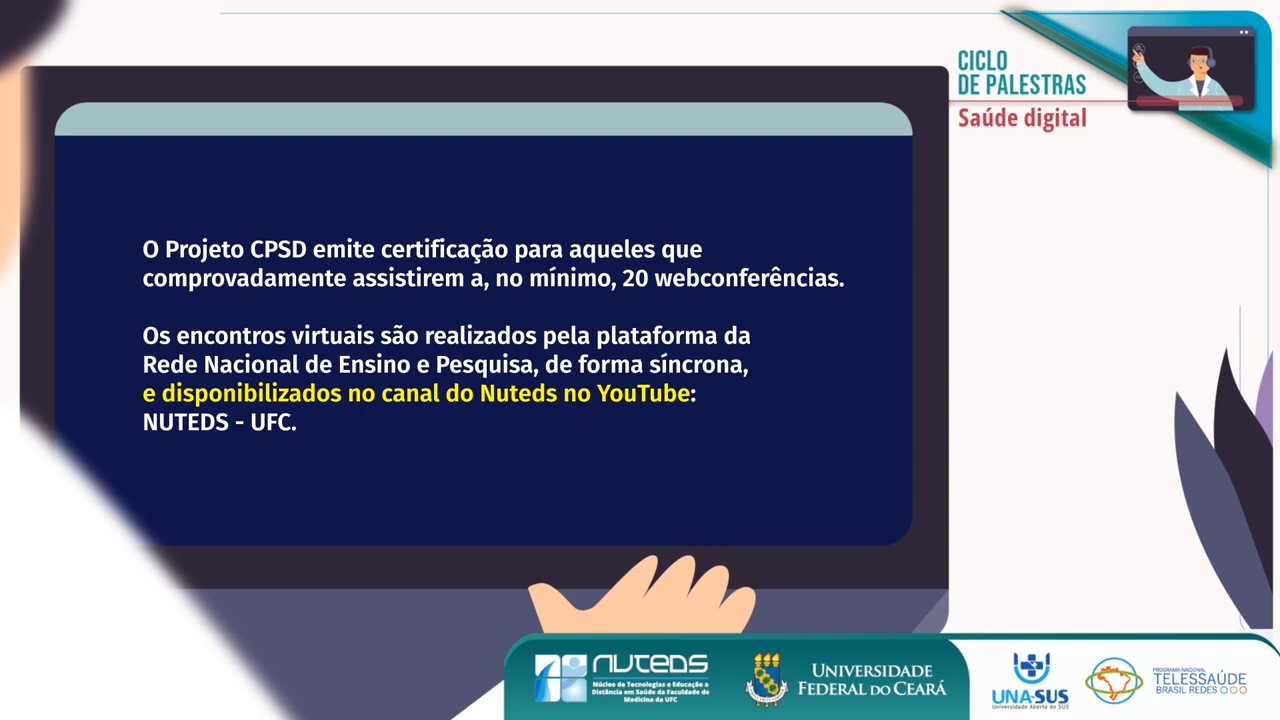 CICLO
DE PALESTRAS
Saúde digital
O Projeto CPSD emite certificação para aqueles que
comprovadamente assistirem a, no mínimo, 20 webconferências.
Os encontros virtuais são realizados pela plataforma da
Rede Nacional de Ensino e Pesquisa, de forma síncrona,
e disponibilizados no canal do Nuteds no YouTube:
NUTEDS - UFC.
NUTEDS
Núcleo de Tecnologias e Educação a
Distância em Saúde da Faculdade de
Medicina da UFC
UNIVERSIDADE
FEDERAL DO CEARÁ
UNA-SUS
Universidade Aberta do SUS
PROGRAMA NACIONAL
TELESSAÚDE
BRASIL REDES